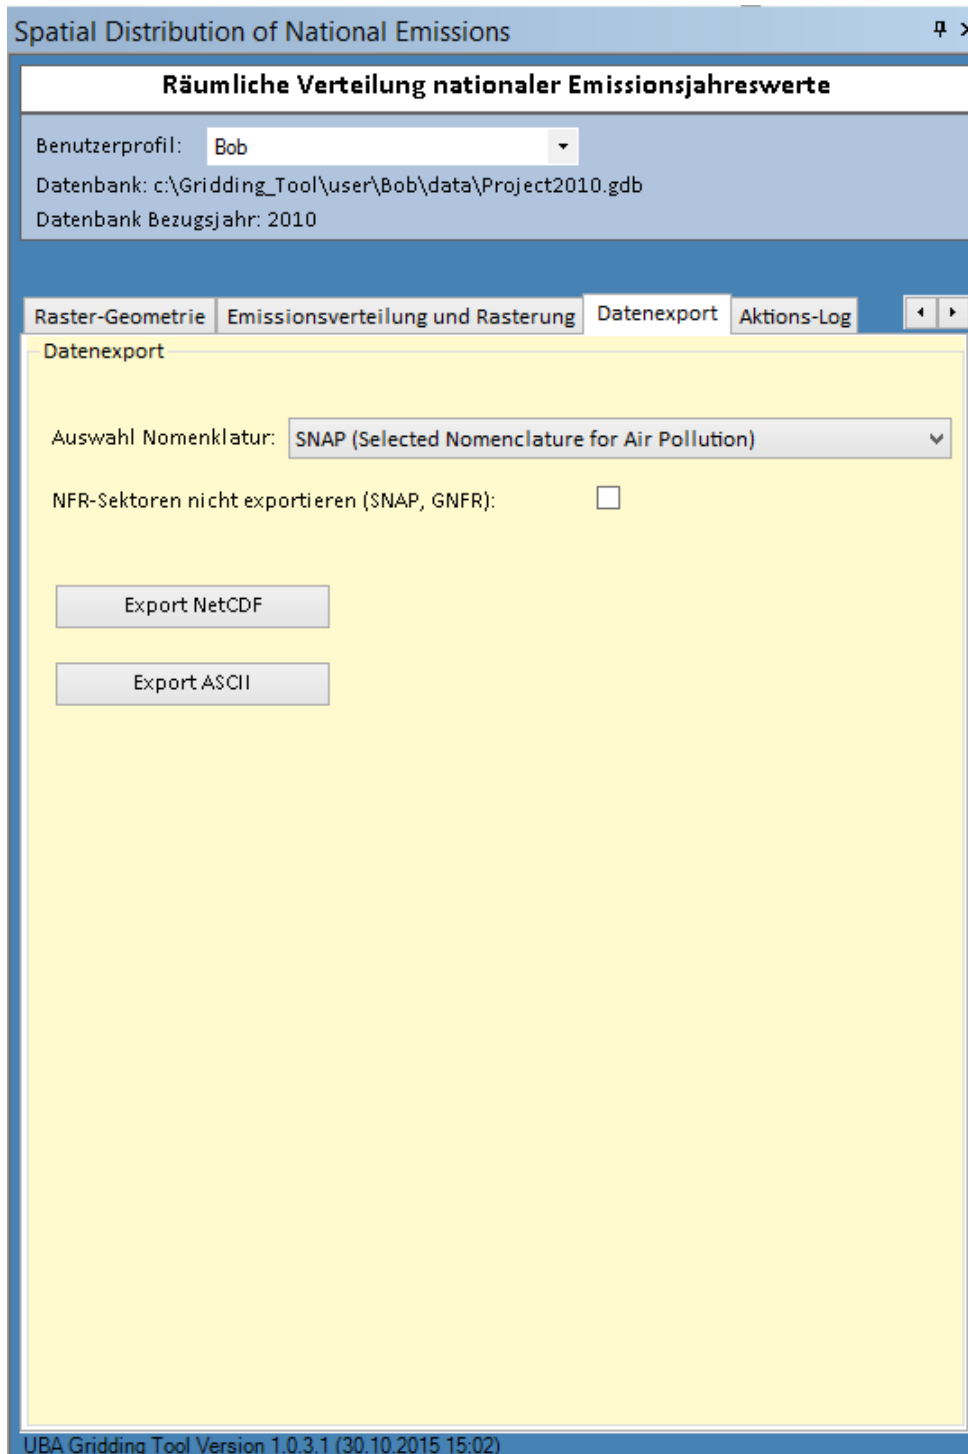 Spatial Distribution of National Emissions
Räumliche Verteilung nationaler Emissionsjahreswerte
Benutzerprofil: Bob
Datenbank: c:\Gridding_Tool\user\Bob\data\Project2010.gdb
Datenbank Bezugsjahr: 2010
Raster-Geometrie Emissionsverteilung und Rasterung Datenexport Aktions-Log
Datenexport
Auswahl Nomenklatur: SNAP (Selected Nomenclature for Air Pollution)
NFR-Sektoren nicht exportieren (SNAP, GNFR):
Export NetCDF
Export ASCII
UBA Gridding Tool Version 1.0.3.1 (30.10.2015 15:02)